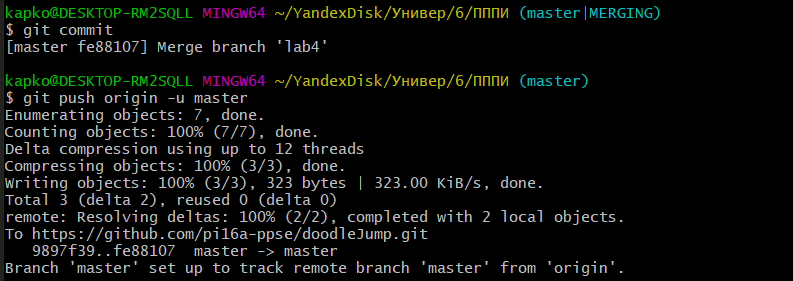 kapko@DESKTOP-RM2SQLL MINGW64 ~/YandexDisk/Универ/6/ПППИ (master|MERGING)
$ git commit
[master fe88107] Merge branch 'lab4'
kapko@DESKTOP-RM2SQLL MINGW64 ~/YandexDisk/Универ/6/ПППИ (master)
$ git push origin -u master
Enumerating objects: 7, done.
Counting objects: 100% (7/7), done.
Delta compression using up to 12 threads
Compressing objects: 100% (3/3), done.
Writing objects: 100% (3/3), 323 bytes | 323.00 KiB/s, done.
Total 3 (delta 2), reused 0 (delta 0)
remote: Resolving deltas: 100% (2/2), completed with 2 local objects.
To https://github.com/pi16a-ppse/doodleJump.git
   9897f39..fe88107  master -> master
Branch 'master' set up to track remote branch 'master' from 'origin'.